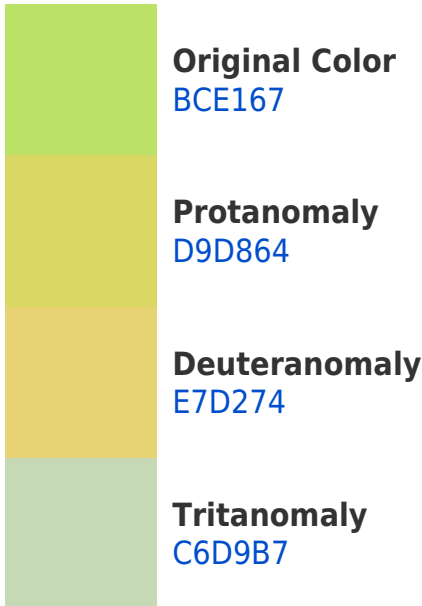 Original Color
BCE167
Protanomaly
D9D864
Deuteranomaly
E7D274
Tritanomaly
C6D9B7